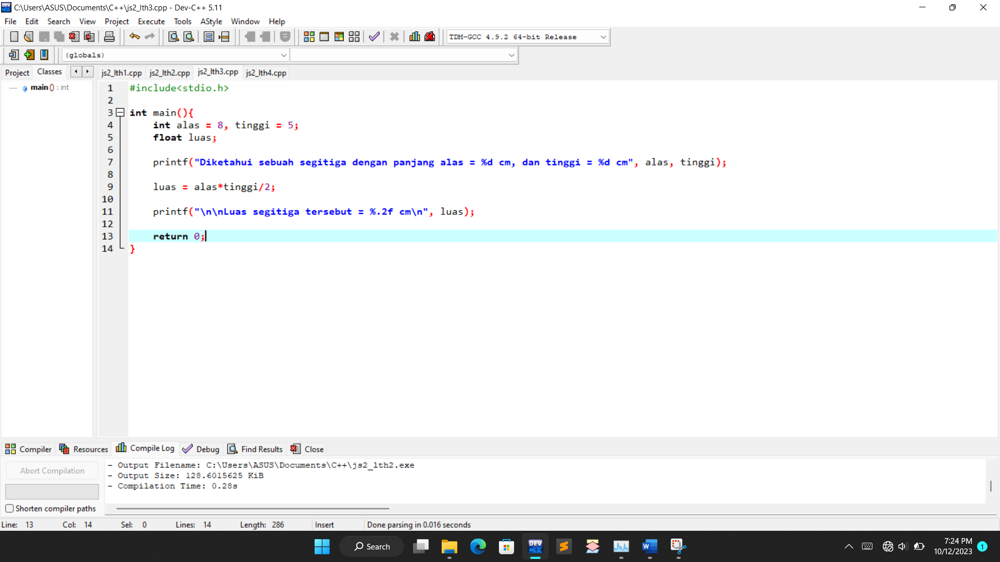 C:\Users\ASUS\Documents\C++\js2_lth3.cpp - Dev-C++ 5.11
File Edit Search View Project Execute Tools AStyle Window Help
TDM-GCC 4.9.2 64-bit Release
(globals)
Project Classes js2_lth1.cpp js2_lth2.cpp js2_lth3.cpp js2_lth4.cpp
main () : int
1 #include<stdio.h>
2
3 int main(){
4 int alas = 8, tinggi = 5;
5 float luas;
6
7 printf("Diketahui sebuah segitiga dengan panjang alas = %d cm, dan tinggi = %d cm", alas, tinggi);
8
9 luas = alas*tinggi/2;
10
11 printf("\n\nLuas segitiga tersebut = %.2f cm\n", luas);
12
13 return 0;
14 }
Compiler Resources Compile Log Debug Find Results Close
Abort Compilation
Shorten compiler paths
- Output Filename: C:\Users\ASUS\Documents\C++\js2_lth2.exe
- Output Size: 128.6015625 KiB
- Compilation Time: 0.28s
Line: 13 Col: 14 Sel: 0 Lines: 14 Length: 286 Insert Done parsing in 0.016 seconds
Search
DEV C++
7:24 PM
10/12/2023
1